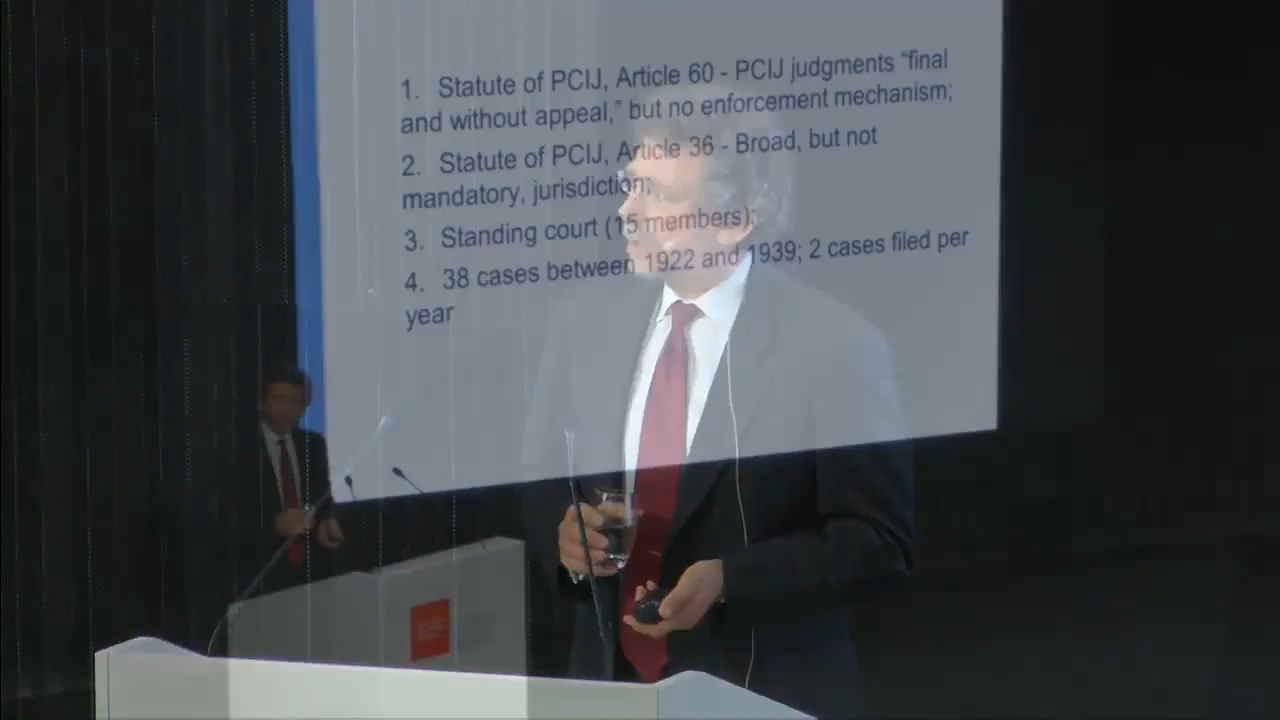 1. Statute of PCIJ, Article 60 - PCIJ judgments “final
and without appeal,” but no enforcement mechanism;
2. Statute of PCIJ, Article 36 - Broad, but not
mandatory, jurisdiction;
3. Standing court (15 members);
4. 38 cases between 1922 and 1939; 2 cases filed per
year